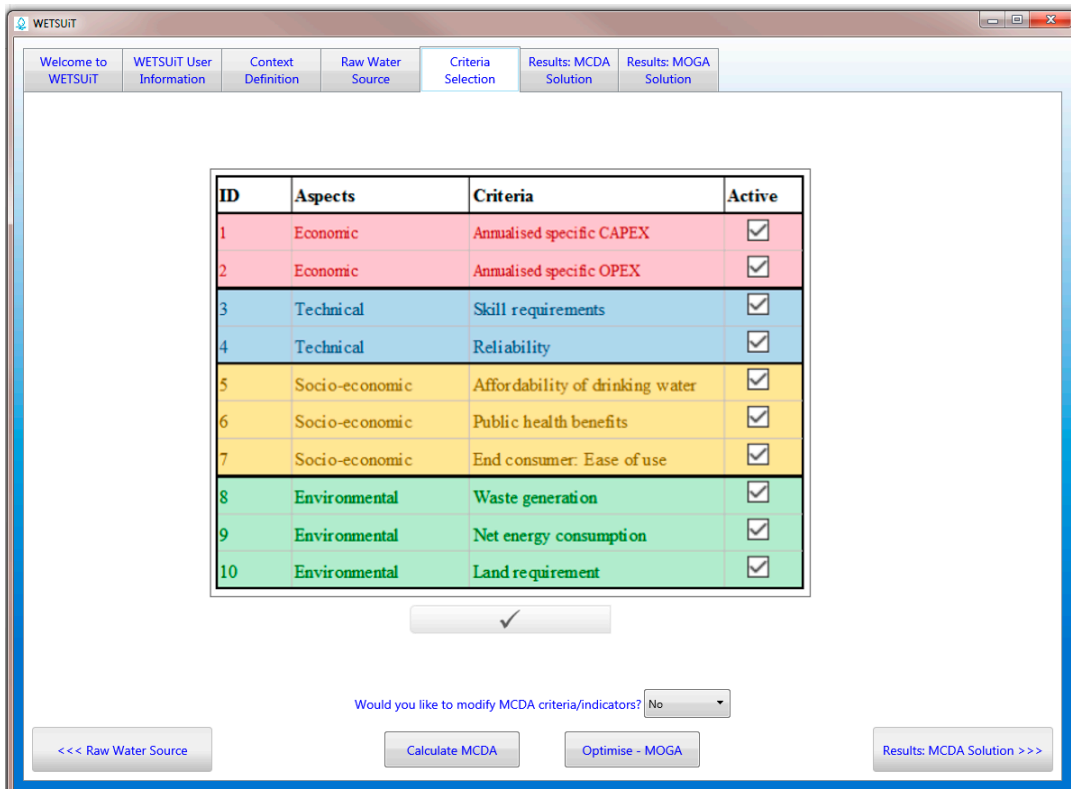 WETSUiT
Welcome to
WETSUiT
WETSUiT User
Information
Context
Definition
Raw Water
Source
Criteria
Selection
Results: MCDA
Solution
Results: MOGA
Solution
ID Aspects Criteria Active
1 Economic Annualised specific CAPEX
2 Economic Annualised specific OPEX
3 Technical Skill requirements
4 Technical Reliability
5 Socio-economic Affordability of drinking water
6 Socio-economic Public health benefits
7 Socio-economic End consumer: Ease of use
8 Environmental Waste generation
9 Environmental Net energy consumption
10 Environmental Land requirement
Would you like to modify MCDA criteria/indicators? No
<<< Raw Water Source
Calculate MCDA
Optimise - MOGA
Results: MCDA Solution >>>